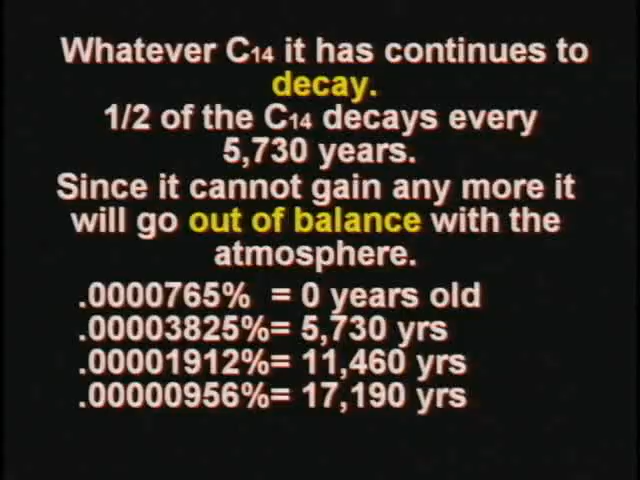 Whatever C14 it has continues to
decay.
1/2 of the C14 decays every
5,730 years.
Since it cannot gain any more it
will go out of balance with the
atmosphere.
.0000765% = 0 years old
.00003825%= 5,730 yrs
.00001912%= 11,460 yrs
.00000956%= 17,190 yrs